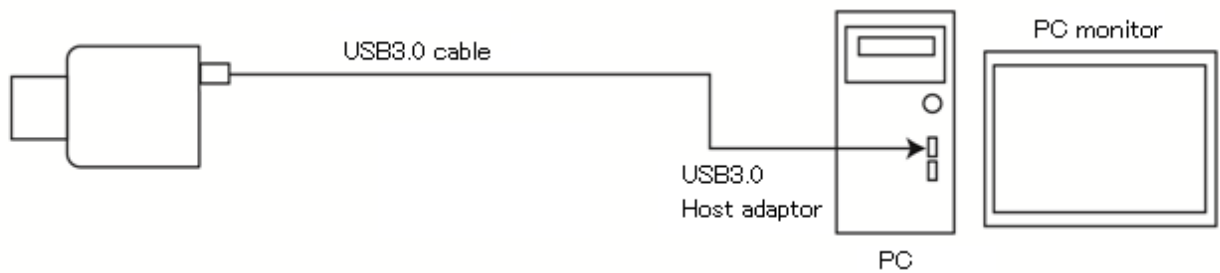 USB3.0 cable
PC monitor
USB3.0
Host adaptor
PC